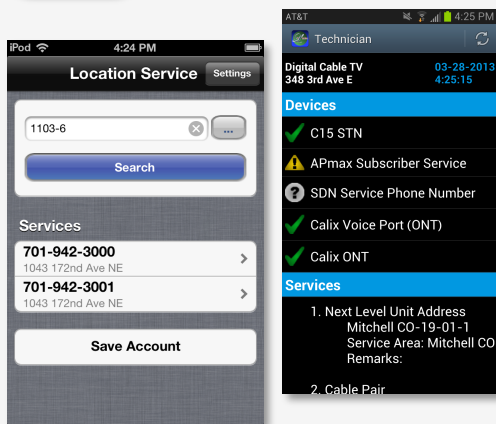 iPod 4:24 PM
Location Service Settings
1103-6 ...
Search
Services
701-942-3000
1043 172nd Ave NE
701-942-3001
1043 172nd Ave NE
Save Account
AT&T 4:25 PM
Technician
Digital Cable TV 03-28-2013
348 3rd Ave E 4:25:15
Devices
C15 STN
APmax Subscriber Service
SDN Service Phone Number
Calix Voice Port (ONT)
Calix ONT
Services
1. Next Level Unit Address
Mitchell CO-19-01-1
Service Area: Mitchell CO
Remarks:
2. Cable Pair